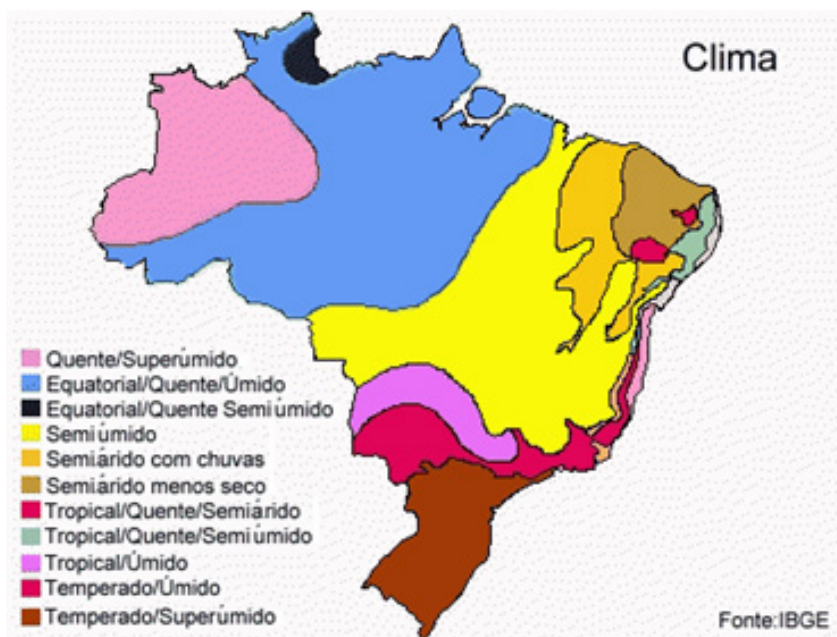 Clima
Quente/Superúmido
Equatorial/Quente/Úmido
Equatorial/Quente Semiúmido
Semiúmido
Semiárido com chuvas
Semiárido menos seco
Tropical/Quente/Semiárido
Tropical/Quente/Semiúmido
Tropical/Úmido
Temperado/Úmido
Temperado/Superúmido
Fonte:IBGE